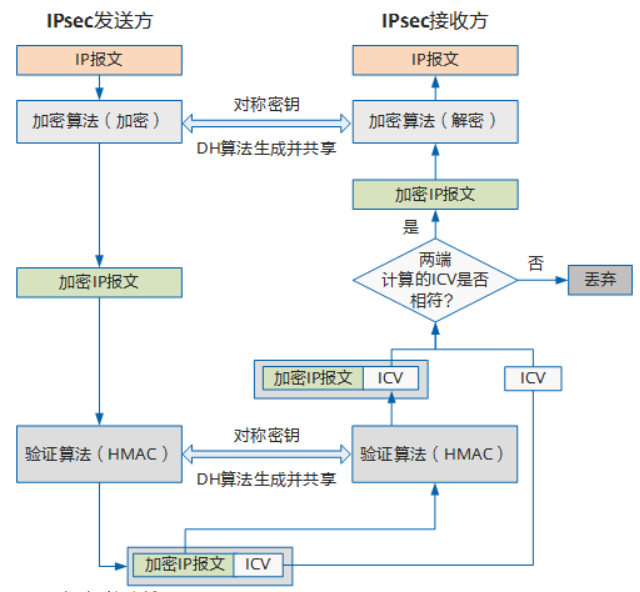 IPsec发送方
IPsec接收方
IP报文
IP报文
加密算法（加密）
对称密钥
DH算法生成并共享
加密算法（解密）
加密IP报文
是
两端
计算的ICV是否
相符？
否
丢弃
加密IP报文
加密IP报文
ICV
ICV
验证算法（HMAC）
对称密钥
DH算法生成并共享
验证算法（HMAC）
加密IP报文
ICV